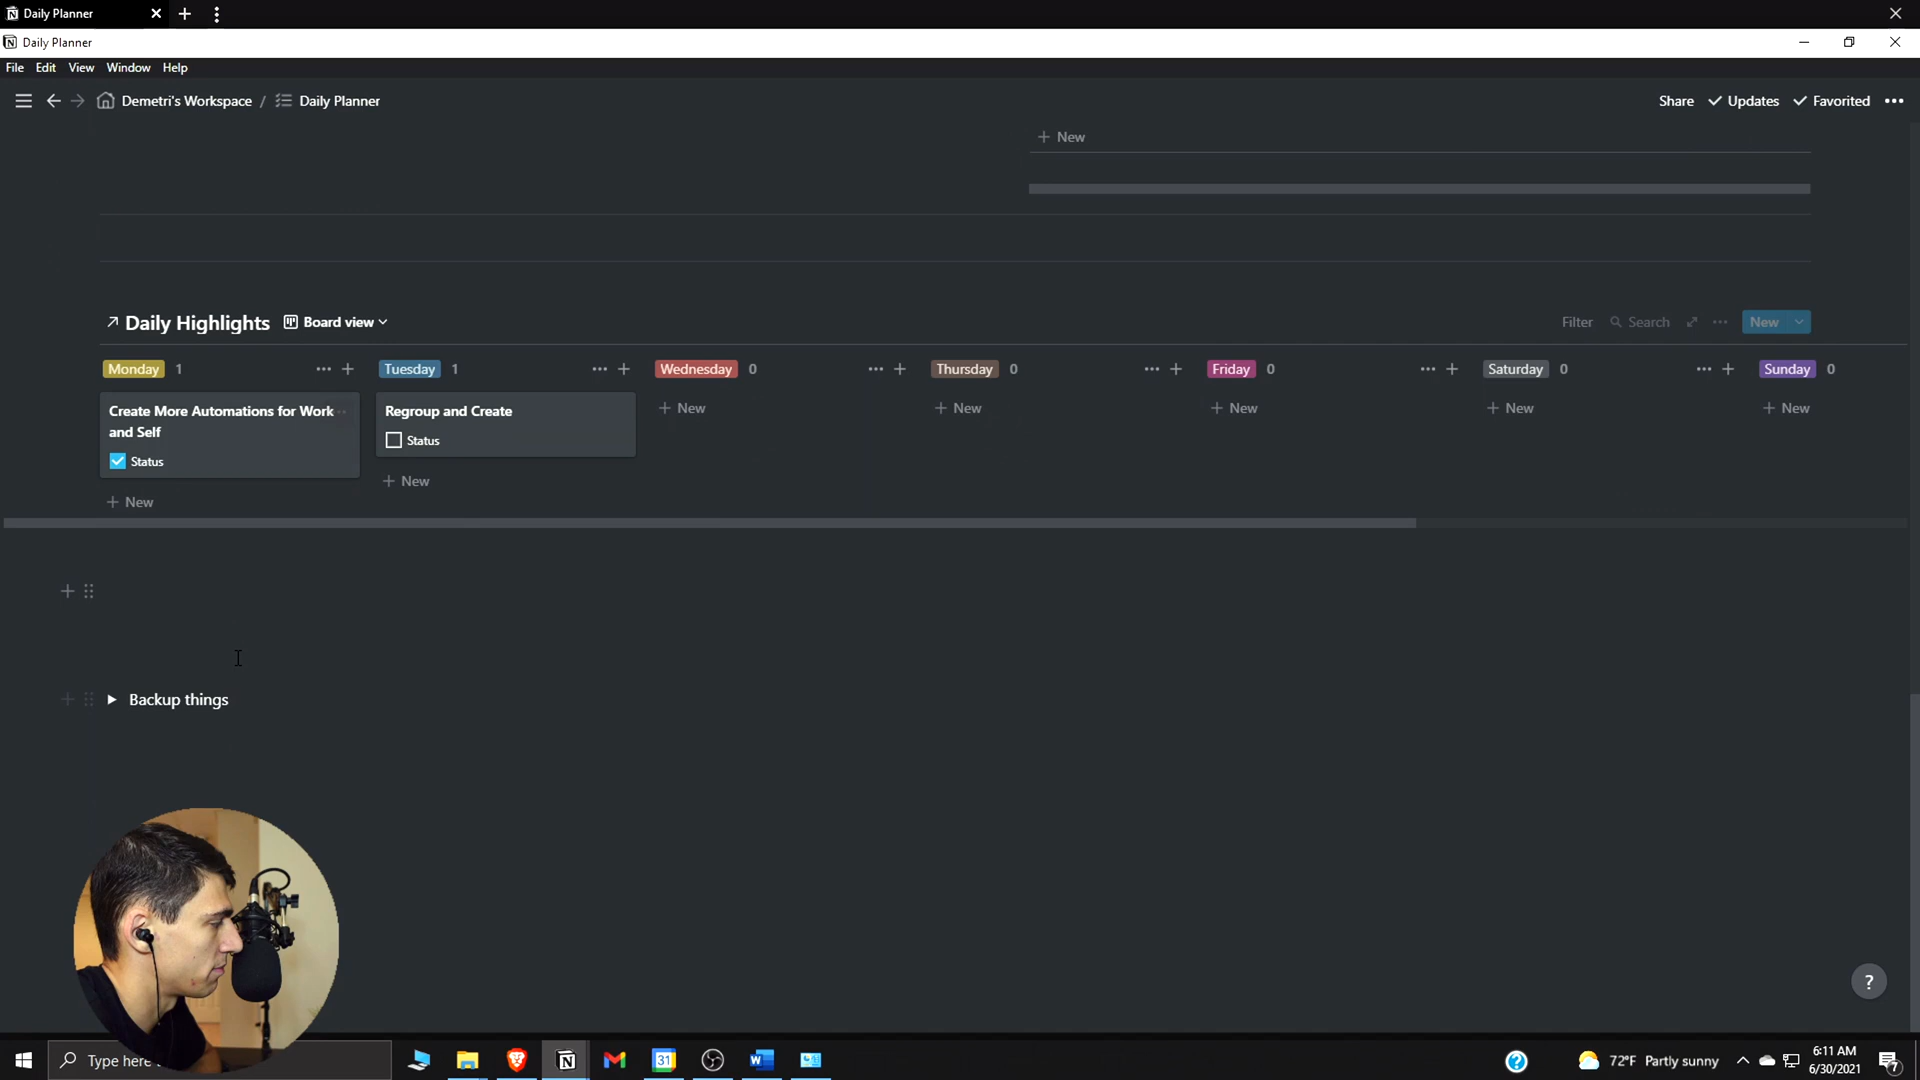 Daily Planner
Daily Planner
File Edit View Window Help
Demetri's Workspace / Daily Planner
Share Updates Favorited
New
Daily Highlights Board view
Filter Search New
Monday 1 Tuesday 1 Wednesday 0 Thursday 0 Friday 0 Saturday 0 Sunday 0
Create More Automations for Work and Self
Status
New
Regroup and Create
Status
New
New
New
New
New
New
Backup things
?
Type here
31
72°F Partly sunny
6:11 AM
6/30/2021
7